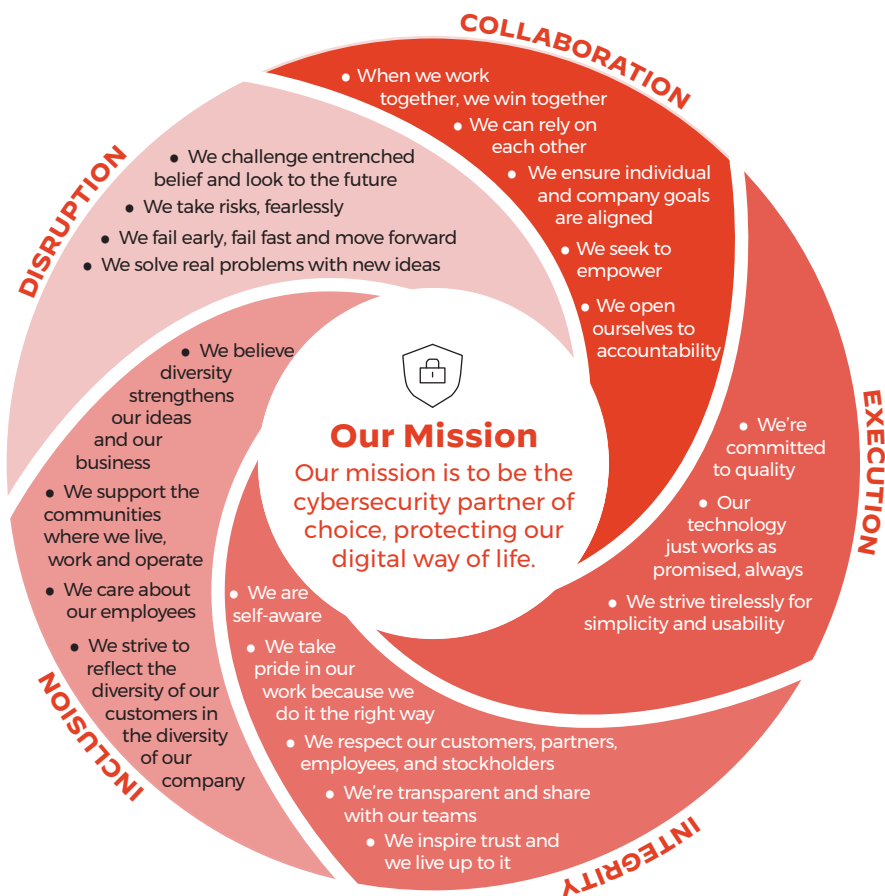 COLLABORATION
• When we work
together, we win together
• We can rely on
each other
• We ensure individual
and company goals
are aligned
• We seek to
empower
• We open
ourselves to
accountability
EXECUTION
• We're
committed
to quality
• Our
technology
just works as
promised, always
• We strive tirelessly for
simplicity and usability
INTEGRITY
• We are
self-aware
• We take
pride in our
work because we
do it the right way
• We respect our customers, partners,
employees, and stockholders
• We're transparent and share
with our teams
• We inspire trust and
we live up to it
INCLUSION
• We believe
diversity
strengthens
our ideas
and our
business
• We support the
communities
where we live,
work and operate
• We care about
our employees
• We strive to
reflect the
diversity of our
customers in
the diversity
of our
company
DISRUPTION
• We challenge entrenched
belief and look to the future
• We take risks, fearlessly
• We fail early, fail fast and move forward
• We solve real problems with new ideas
Our Mission
Our mission is to be the
cybersecurity partner of
choice, protecting our
digital way of life.